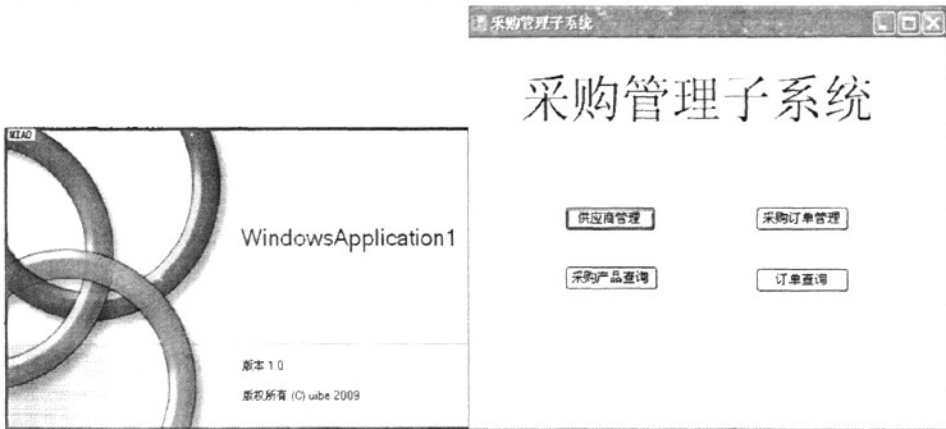 MIAO
WindowsApplication1
版本 1.0
版权所有 (C) uibe 2009
采购管理子系统
采购管理子系统
供应商管理
采购订单管理
采购产品查询
订单查询